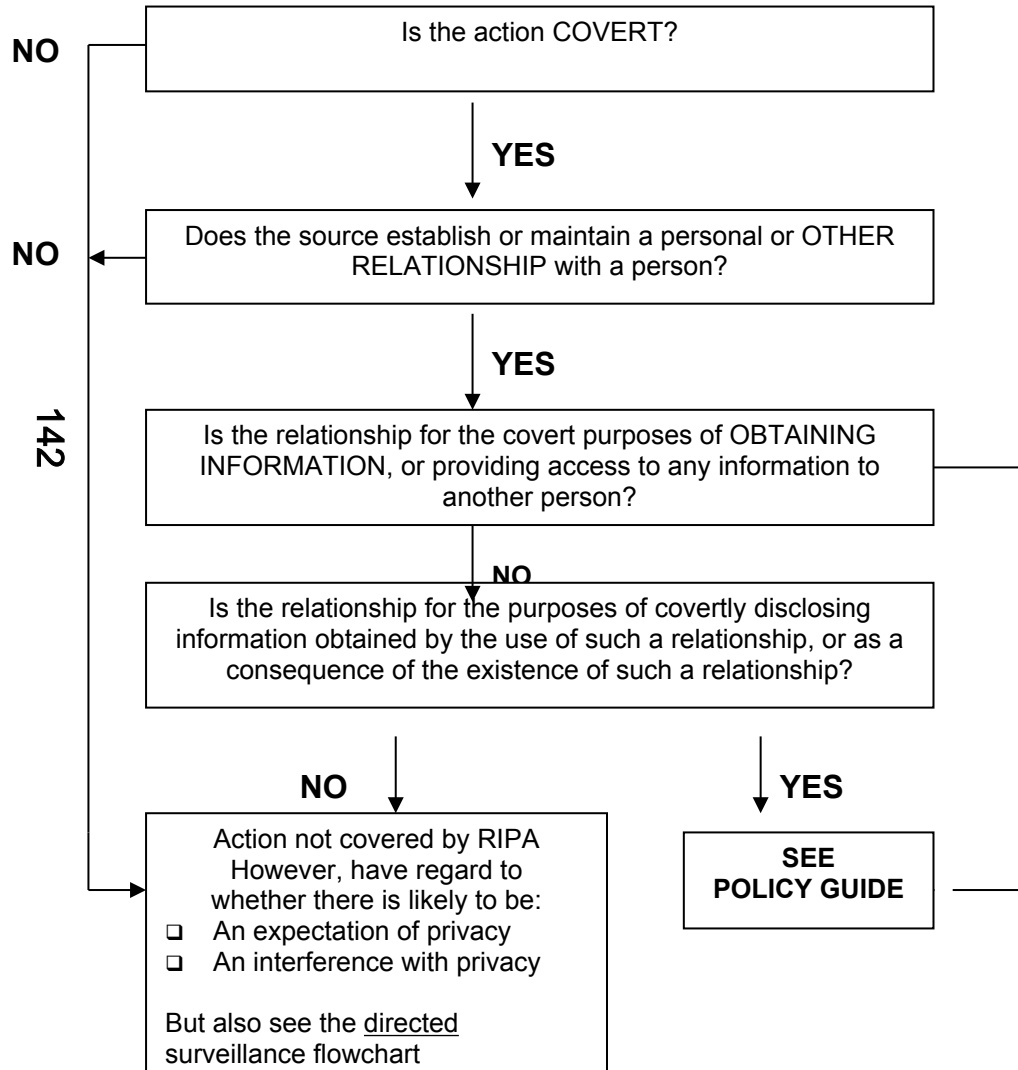 Is the action COVERT?
NO
YES
Does the source establish or maintain a personal or OTHER
RELATIONSHIP with a person?
NO
YES
142
Is the relationship for the covert purposes of OBTAINING
INFORMATION, or providing access to any information to
another person?
NO
Is the relationship for the purposes of covertly disclosing
information obtained by the use of such a relationship, or as a
consequence of the existence of such a relationship?
NO
YES
Action not covered by RIPA
However, have regard to
whether there is likely to be:
❑ An expectation of privacy
❑ An interference with privacy
But also see the directed
surveillance flowchart
SEE
POLICY GUIDE